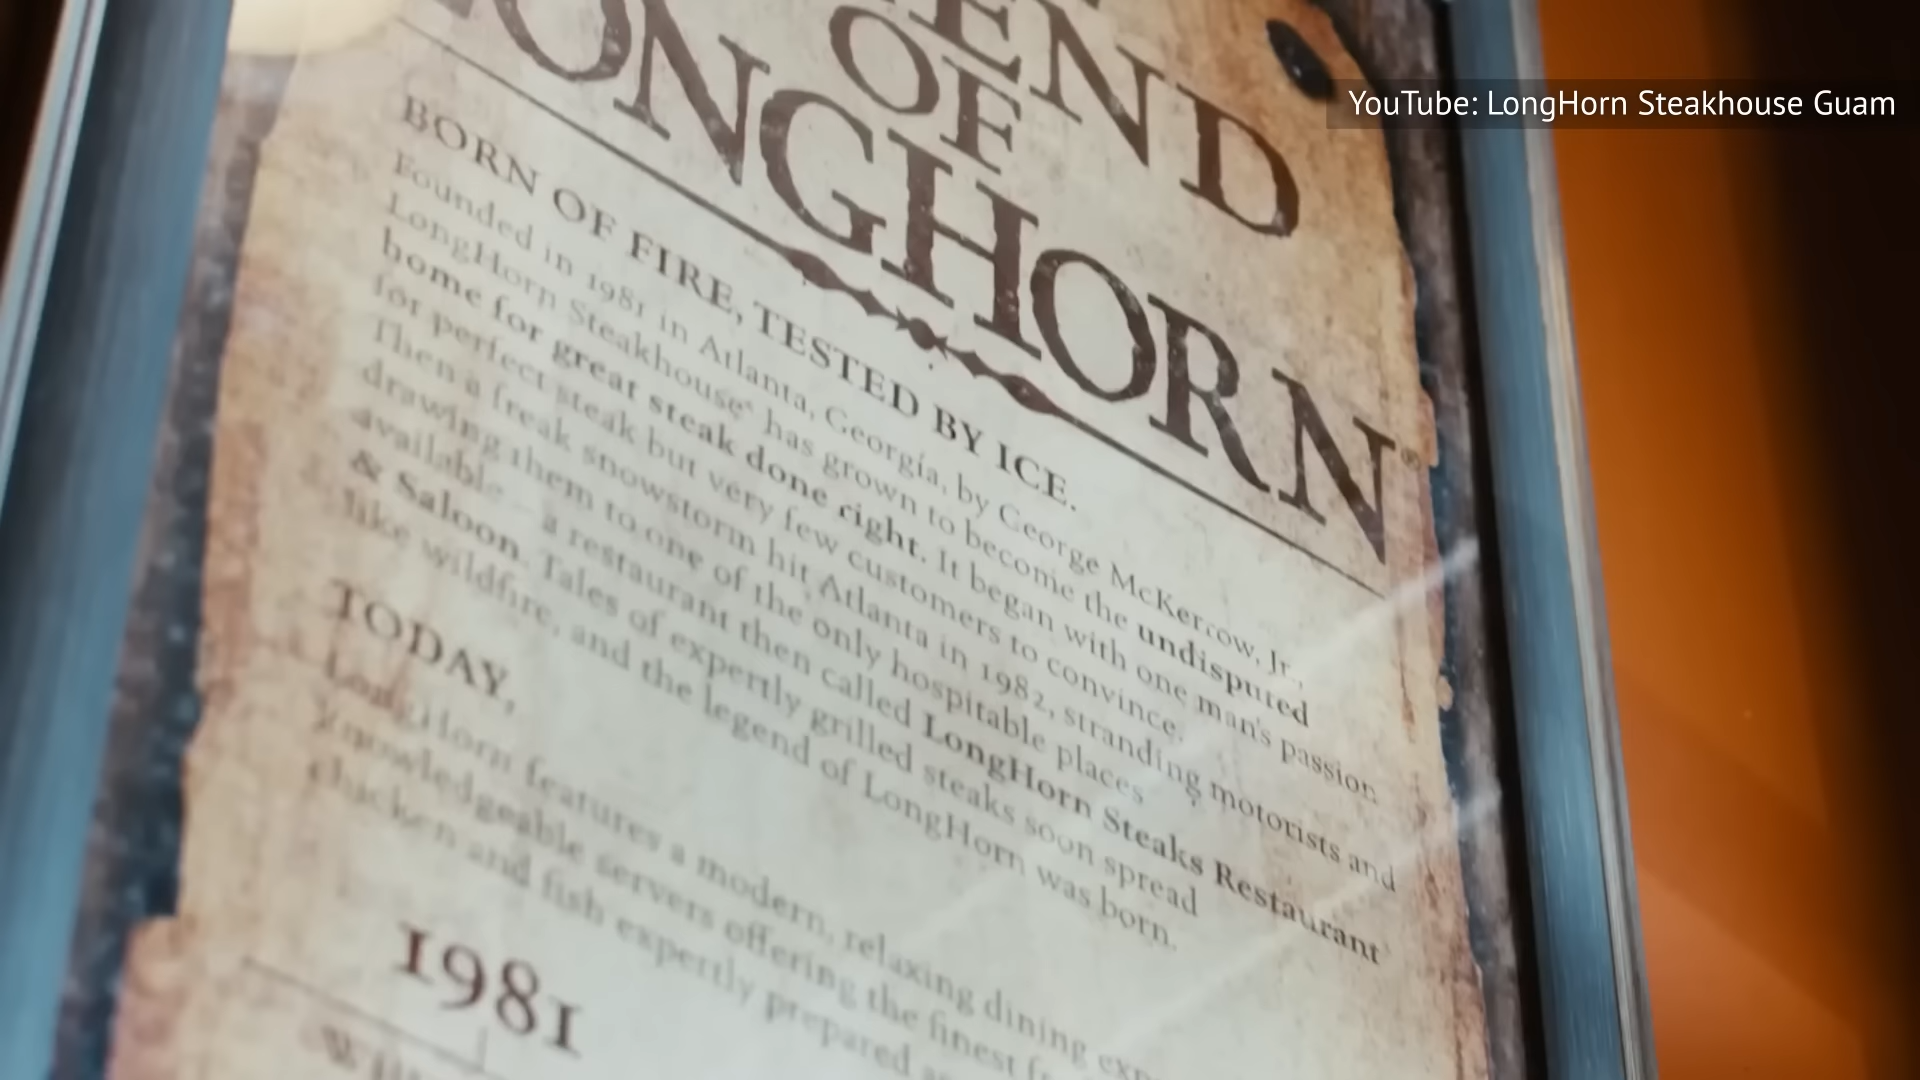 END
OF
ONGHORN®
YouTube: LongHorn Steakhouse Guam
BORN OF FIRE, TESTED BY ICE.
Founded in 1981 in Atlanta, Georgia, by George McKerrow, Jr.,
LongHorn Steakhouse® has grown to become the undisputed
home for great steak done right. It began with one man's passion
for perfect steak but very few customers to convince.
Then a freak snowstorm hit Atlanta in 1982, stranding motorists and
drawing them to one of the only hospitable places
available – a restaurant then called LongHorn Steaks Restaurant
& Saloon. Tales of expertly grilled steaks soon spread
like wildfire, and the legend of LongHorn was born.
TODAY,
LongHorn features a modern, relaxing dining
knowledgeable servers offering the finest
chicken and fish expertly prepared
1981